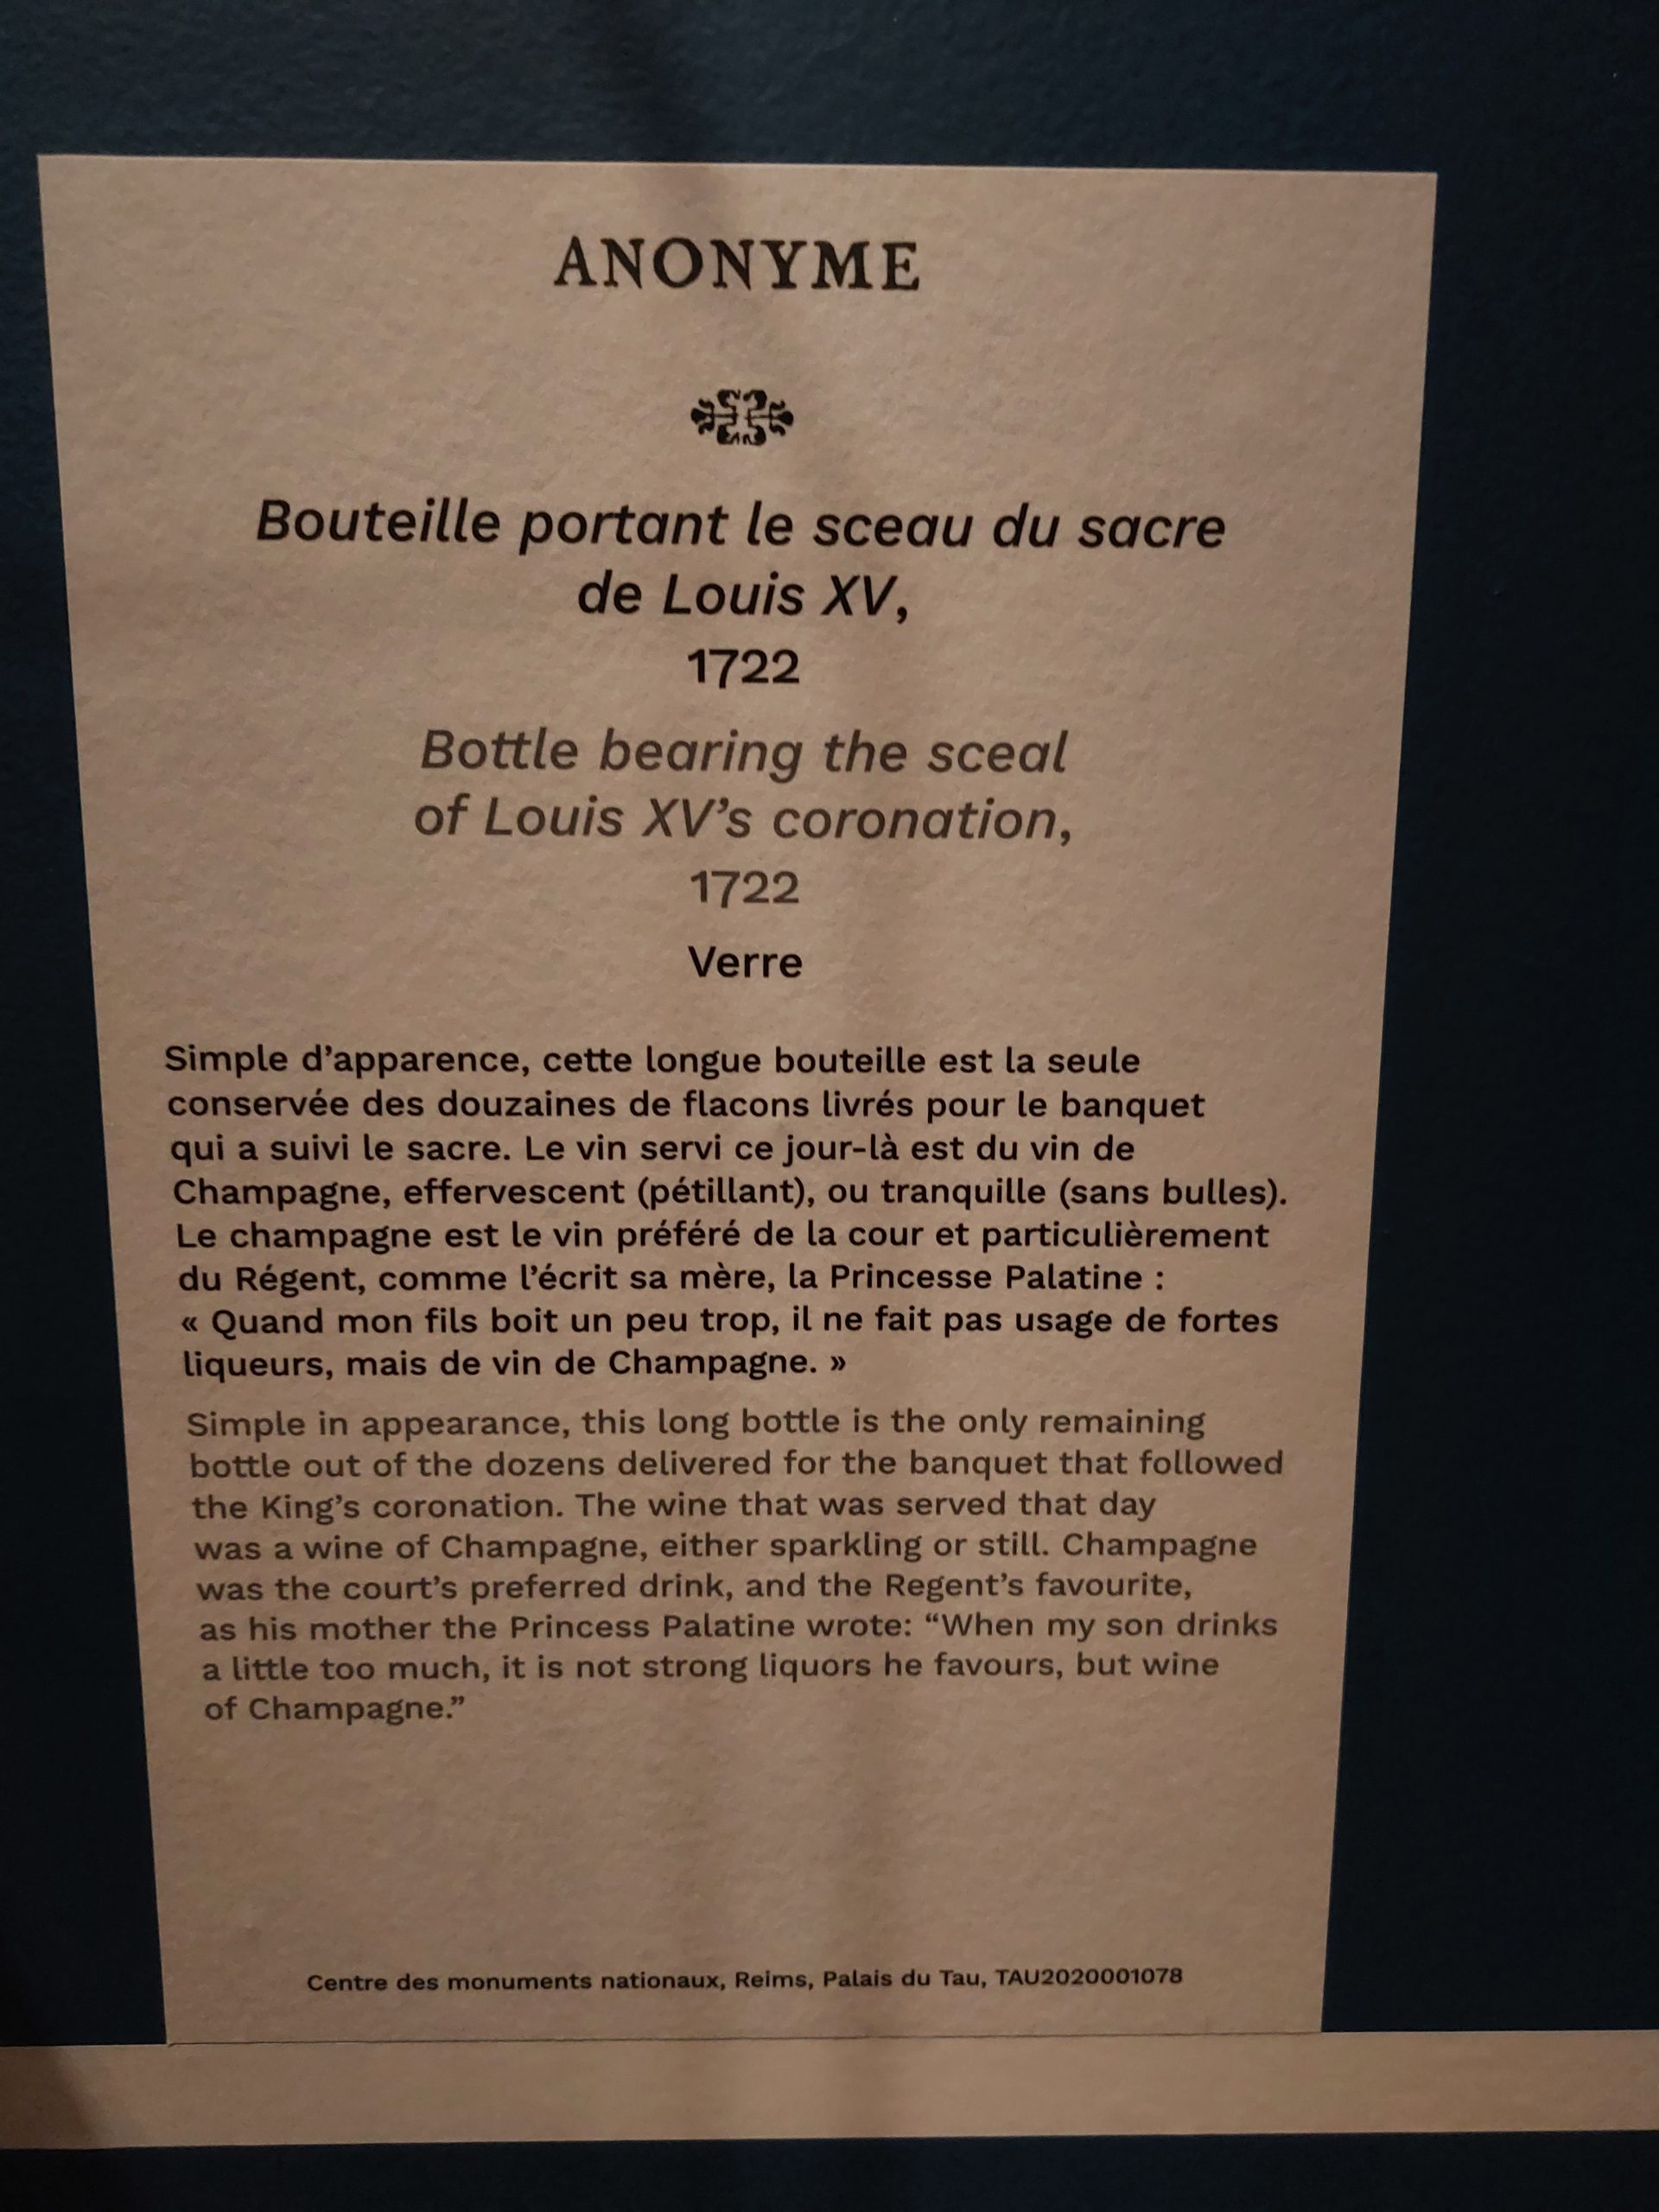 ANONYME
Bouteille portant le sceau du sacre
de Louis XV,
1722
Bottle bearing the sceal
of Louis XV’s coronation,
1722
Verre
Simple d’apparence, cette longue bouteille est la seule
conservée des douzaines de flacons livrés pour le banquet
qui a suivi le sacre. Le vin servi ce jour-là est du vin de
Champagne, effervescent (pétillant), ou tranquille (sans bulles).
Le champagne est le vin préféré de la cour et particulièrement
du Régent, comme l’écrit sa mère, la Princesse Palatine :
« Quand mon fils boit un peu trop, il ne fait pas usage de fortes
liqueurs, mais de vin de Champagne. »
Simple in appearance, this long bottle is the only remaining
bottle out of the dozens delivered for the banquet that followed
the King’s coronation. The wine that was served that day
was a wine of Champagne, either sparkling or still. Champagne
was the court’s preferred drink, and the Regent’s favourite,
as his mother the Princess Palatine wrote: “When my son drinks
a little too much, it is not strong liquors he favours, but wine
of Champagne.”
Centre des monuments nationaux, Reims, Palais du Tau, TAU2020001078